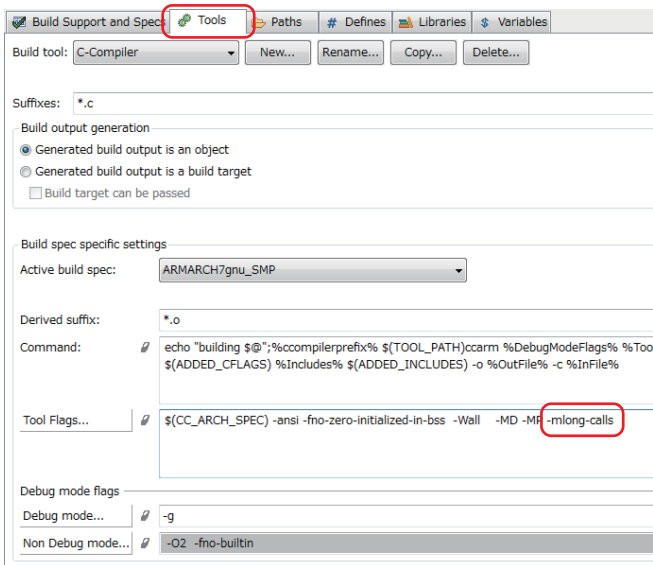 Build Support and Specs Tools Paths # Defines Libraries $ Variables
Build tool: C-Compiler New... Rename... Copy... Delete...
Suffixes: *.c
Build output generation
Generated build output is an object
Generated build output is a build target
Build target can be passed
Build spec specific settings
Active build spec: ARMARCH7gnu_SMP
Derived suffix: *.o
Command: echo "building $@";%ccompilerprefix% $(TOOL_PATH)ccarm %DebugModeFlags% %Too
$(ADDED_CFLAGS) %Includes% $(ADDED_INCLUDES) -o %OutFile% -c %InFile%
Tool Flags... $(CC_ARCH_SPEC) -ansi -fno-zero-initialized-in-bss -Wall -MD -MP -mlong-calls
Debug mode flags
Debug mode... -g
Non Debug mode... -O2 -fno-builtin